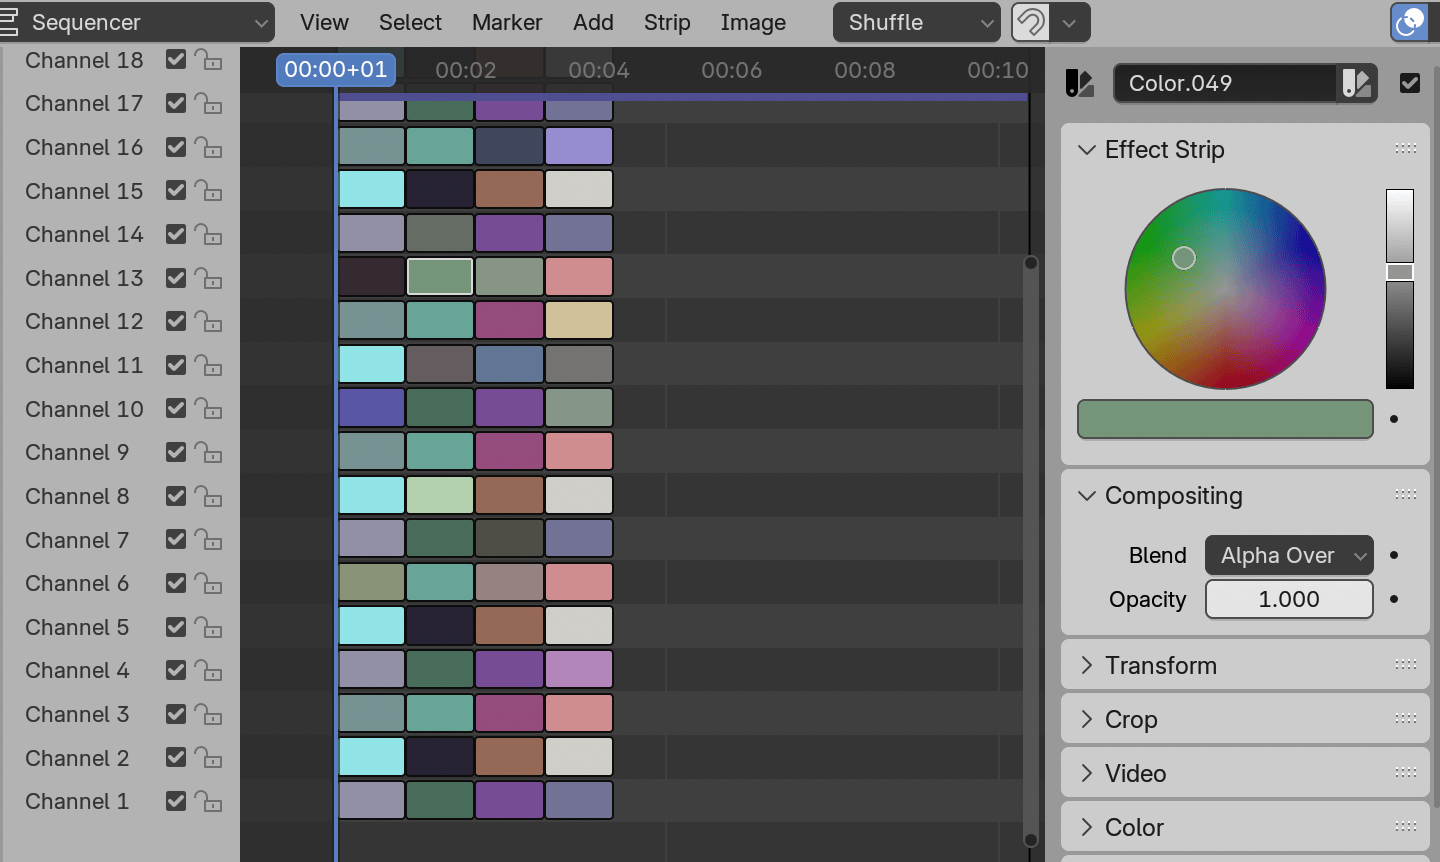 Sequencer View Select Marker Add Strip Image Shuffle
00:00+01 00:02 00:04 00:06 00:08 00:10
Channel 18
Channel 17
Channel 16
Channel 15
Channel 14
Channel 13
Channel 12
Channel 11
Channel 10
Channel 9
Channel 8
Channel 7
Channel 6
Channel 5
Channel 4
Channel 3
Channel 2
Channel 1
Color.049
Effect Strip
Compositing
Blend Alpha Over
Opacity 1.000
Transform
Crop
Video
Color